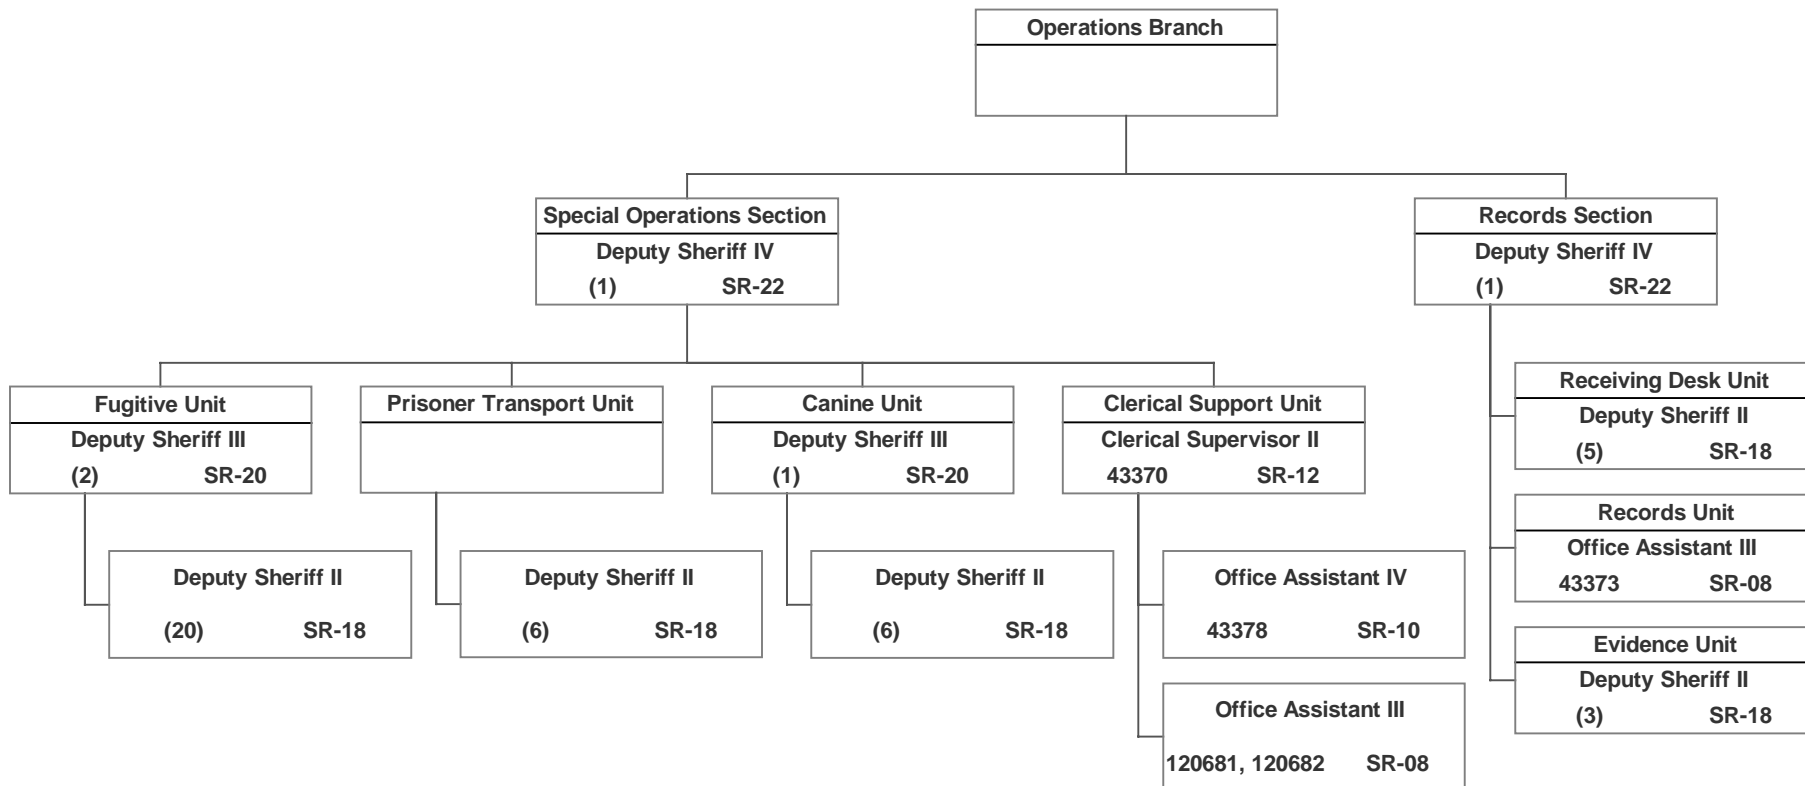 Operations Branch
Special Operations Section
Deputy Sheriff IV
(1) SR-22
Records Section
Deputy Sheriff IV
(1) SR-22
Fugitive Unit
Deputy Sheriff III
(2) SR-20
Deputy Sheriff II
(20) SR-18
Prisoner Transport Unit
Deputy Sheriff II
(6) SR-18
Canine Unit
Deputy Sheriff III
(1) SR-20
Deputy Sheriff II
(6) SR-18
Clerical Support Unit
Clerical Supervisor II
43370 SR-12
Office Assistant IV
43378 SR-10
Office Assistant III
120681, 120682 SR-08
Receiving Desk Unit
Deputy Sheriff II
(5) SR-18
Records Unit
Office Assistant III
43373 SR-08
Evidence Unit
Deputy Sheriff II
(3) SR-18